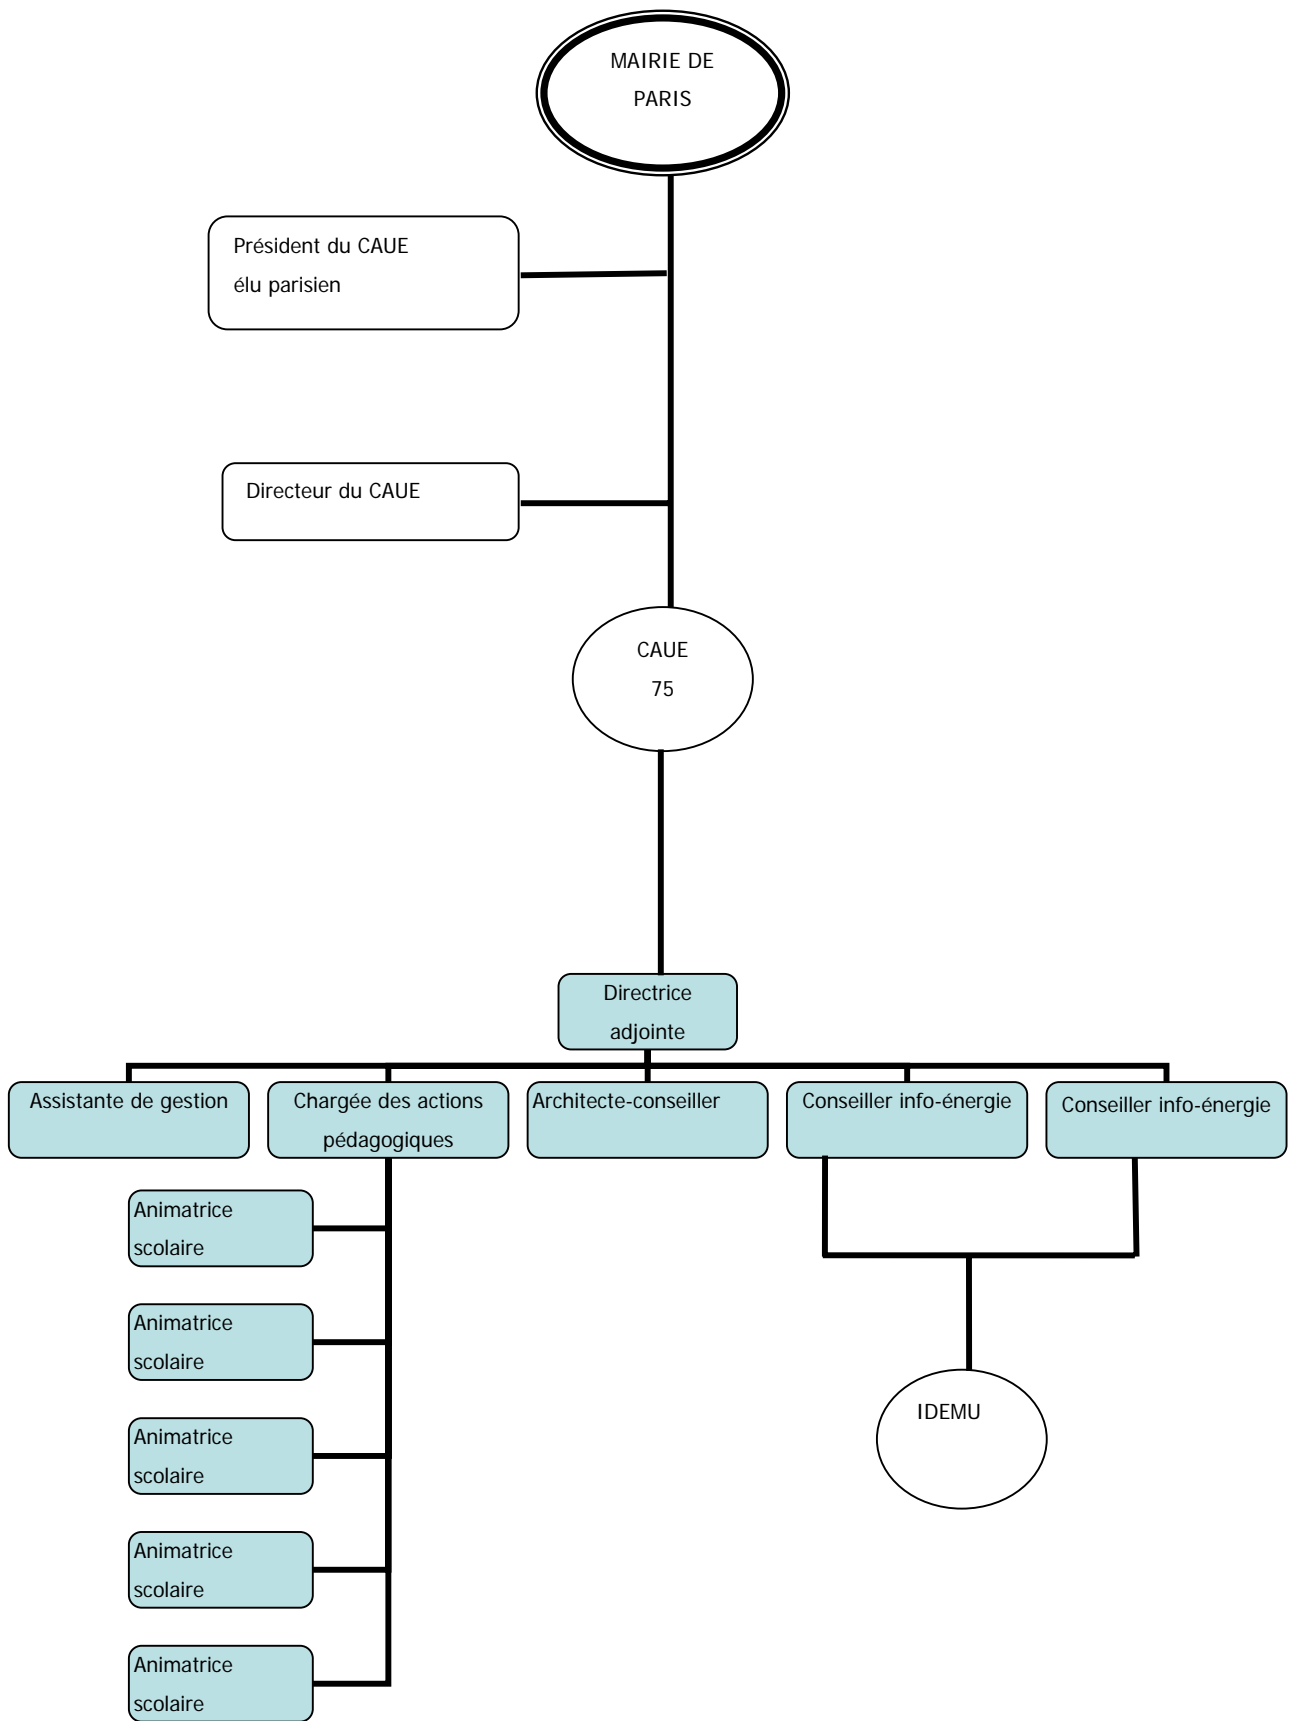 MAIRIE DE
PARIS
Président du CAUE
élu parisien
Directeur du CAUE
CAUE
75
Directrice
adjointe
Assistante de gestion
Chargée des actions
pédagogiques
Architecte-conseiller
Conseiller info-énergie
Conseiller info-énergie
Animatrice
scolaire
Animatrice
scolaire
Animatrice
scolaire
Animatrice
scolaire
Animatrice
scolaire
IDEMU